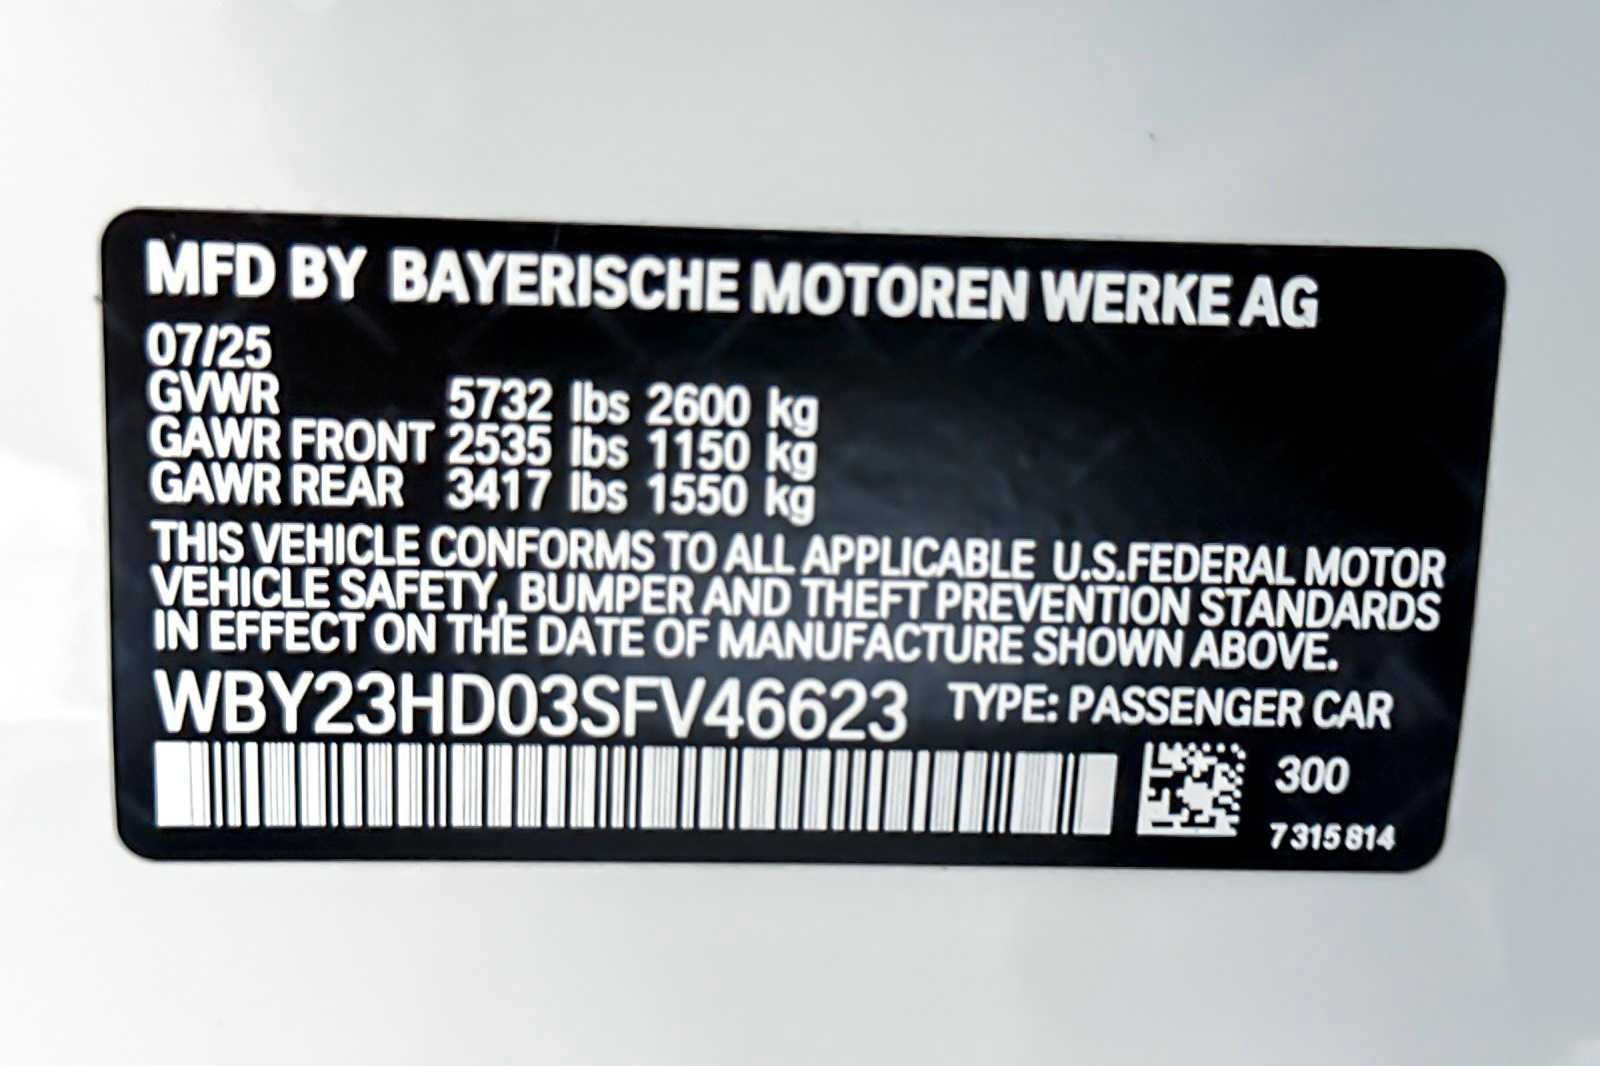 MFD BY BAYERISCHE MOTOREN WERKE AG
07/25
GVWR 5732 lbs 2600 kg
GAWR FRONT 2535 lbs 1150 kg
GAWR REAR 3417 lbs 1550 kg
THIS VEHICLE CONFORMS TO ALL APPLICABLE U.S.FEDERAL MOTOR
VEHICLE SAFETY, BUMPER AND THEFT PREVENTION STANDARDS
IN EFFECT ON THE DATE OF MANUFACTURE SHOWN ABOVE.
WBY23HD03SFV46623 TYPE: PASSENGER CAR
300
7 315 814